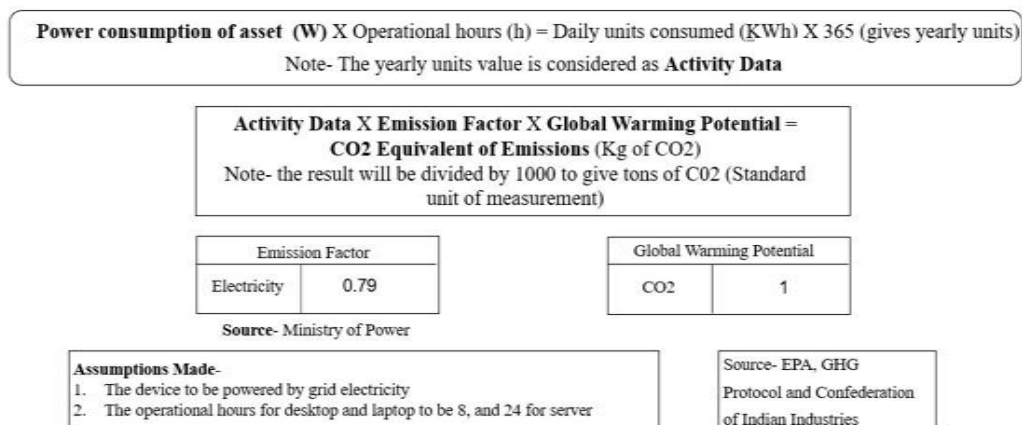 Power consumption of asset (W) X Operational hours (h) = Daily units consumed (KWh) X 365 (gives yearly units)
Note- The yearly units value is considered as Activity Data
Activity Data X Emission Factor X Global Warming Potential =
CO2 Equivalent of Emissions (Kg of CO2)
Note- the result will be divided by 1000 to give tons of C02 (Standard
unit of measurement)
Emission Factor
Electricity 0.79
Source- Ministry of Power
Global Warming Potential
CO2 1
Assumptions Made-
1. The device to be powered by grid electricity
2. The operational hours for desktop and laptop to be 8, and 24 for server
Source- EPA, GHG
Protocol and Confederation
of Indian Industries